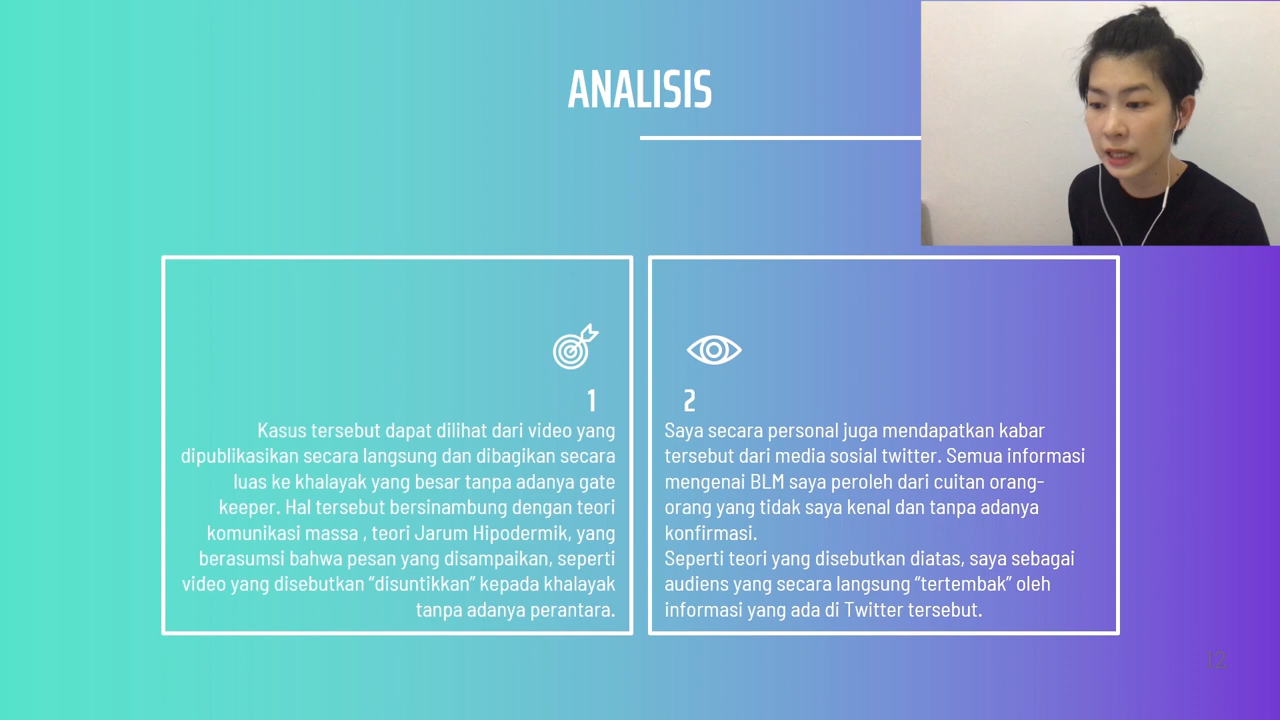 ANALISIS
1
Kasus tersebut dapat dilihat dari video yang
dipublikasikan secara langsung dan dibagikan secara
luas ke khalayak yang besar tanpa adanya gate
keeper. Hal tersebut bersinambung dengan teori
komunikasi massa , teori Jarum Hipodermik, yang
berasumsi bahwa pesan yang disampaikan, seperti
video yang disebutkan “disuntikkan” kepada khalayak
tanpa adanya perantara.
2
Saya secara personal juga mendapatkan kabar
tersebut dari media sosial twitter. Semua informasi
mengenai BLM saya peroleh dari cuitan orang-
orang yang tidak saya kenal dan tanpa adanya
konfirmasi.
Seperti teori yang disebutkan diatas, saya sebagai
audiens yang secara langsung “tertembak” oleh
informasi yang ada di Twitter tersebut.
12